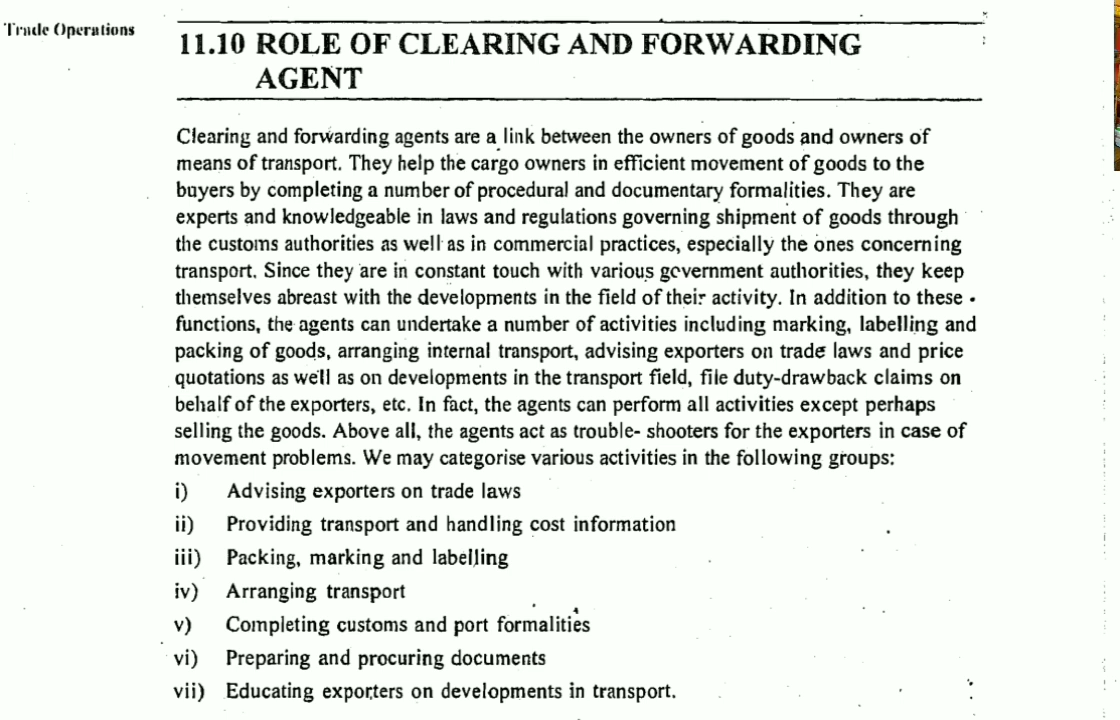 Trade Operations
11.10 ROLE OF CLEARING AND FORWARDING
AGENT
Clearing and forwarding agents are a link between the owners of goods and owners of
means of transport. They help the cargo owners in efficient movement of goods to the
buyers by completing a number of procedural and documentary formalities. They are
experts and knowledgeable in laws and regulations governing shipment of goods through
the customs authorities as well as in commercial practices, especially the ones concerning
transport. Since they are in constant touch with various government authorities, they keep
themselves abreast with the developments in the field of their activity. In addition to these
functions, the agents can undertake a number of activities including marking, labelling and
packing of goods, arranging internal transport, advising exporters on trade laws and price
quotations as well as on developments in the transport field, file duty-drawback claims on
behalf of the exporters, etc. In fact, the agents can perform all activities except perhaps
selling the goods. Above all, the agents act as trouble- shooters for the exporters in case of
movement problems. We may categorise various activities in the following groups:
i) Advising exporters on trade laws
ii) Providing transport and handling cost information
iii) Packing, marking and labelling
iv) Arranging transport
v) Completing customs and port formalities
vi) Preparing and procuring documents
vii) Educating exporters on developments in transport.